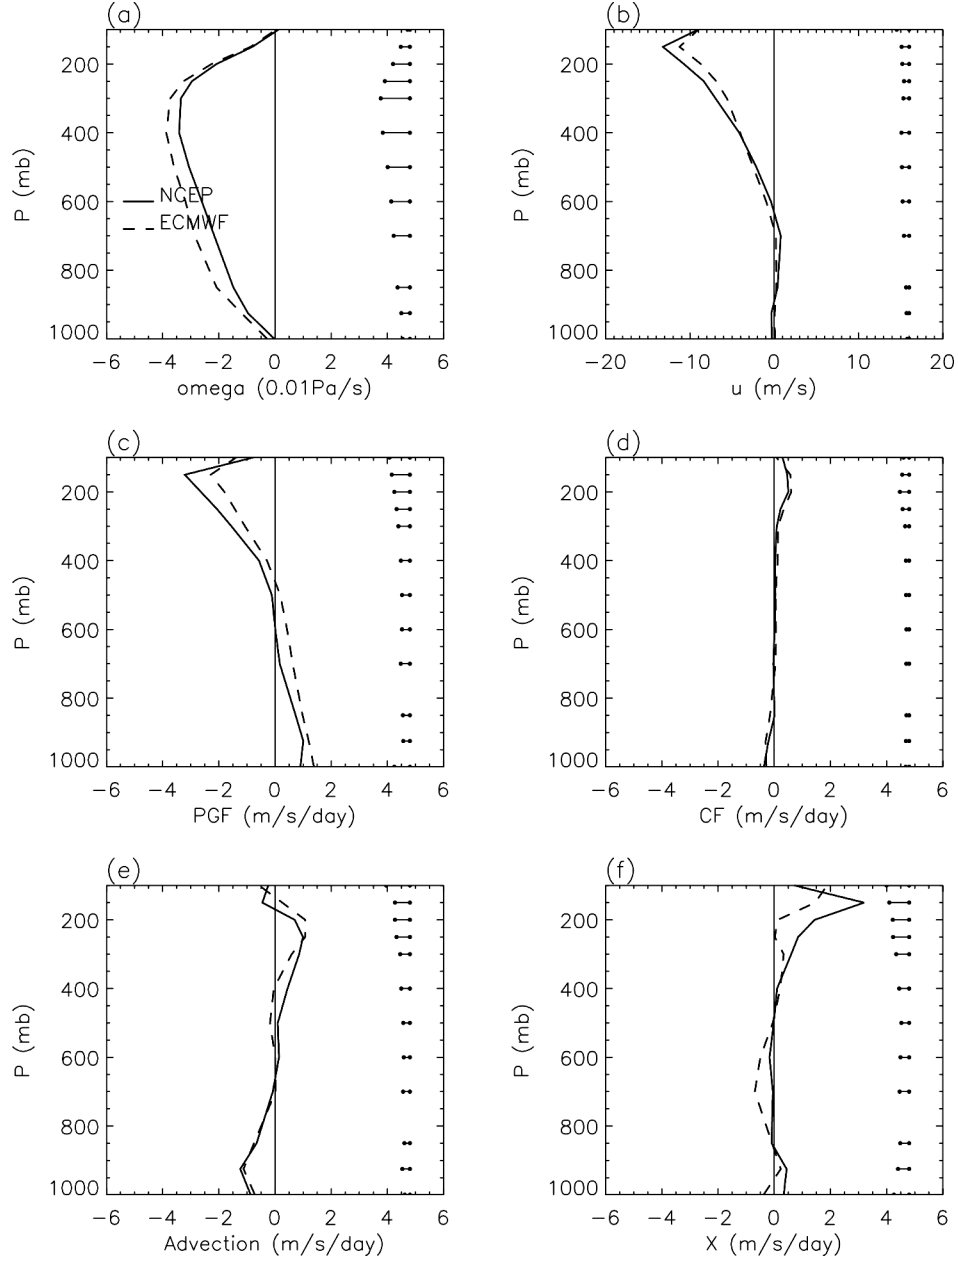 (a)
200
400
600
800
1000
P (mb)
NCEP
ECMWF
−6 −4 −2 0 2 4 6
omega (0.01Pa/s)
(b)
200
400
600
800
1000
P (mb)
−20 −10 0 10 20
u (m/s)
(c)
200
400
600
800
1000
P (mb)
−6 −4 −2 0 2 4 6
PGF (m/s/day)
(d)
200
400
600
800
1000
P (mb)
−6 −4 −2 0 2 4 6
CF (m/s/day)
(e)
200
400
600
800
1000
P (mb)
−6 −4 −2 0 2 4 6
Advection (m/s/day)
(f)
200
400
600
800
1000
P (mb)
−6 −4 −2 0 2 4 6
X (m/s/day)